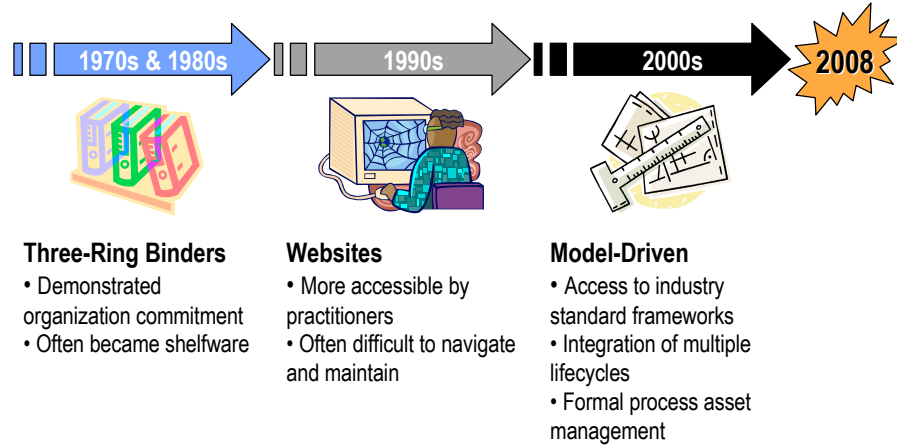 1970s & 1980s
1990s
2000s
2008
Three-Ring Binders
• Demonstrated
organization commitment
• Often became shelfware
Websites
• More accessible by
practitioners
• Often difficult to navigate
and maintain
Model-Driven
• Access to industry
standard frameworks
• Integration of multiple
lifecycles
• Formal process asset
management